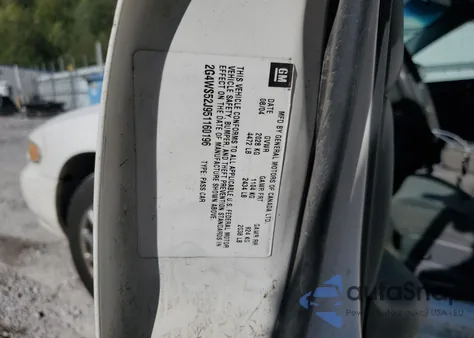 GM
MFD BY GENERAL MOTORS OF CANADA LTD.
DATE GVWR GAWR FRT GAWR RR
08/04 2028 KG 1104 KG 924 KG
4472 LB 2434 LB 2038 LB
THIS VEHICLE CONFORMS TO ALL APPLICABLE U.S. FEDERAL MOTOR
VEHICLE SAFETY, BUMPER, AND THEFT PREVENTION STANDARDS IN
EFFECT ON THE DATE OF MANUFACTURE SHOWN ABOVE.
2G4WS52J951160196 TYPE: PASS CAR